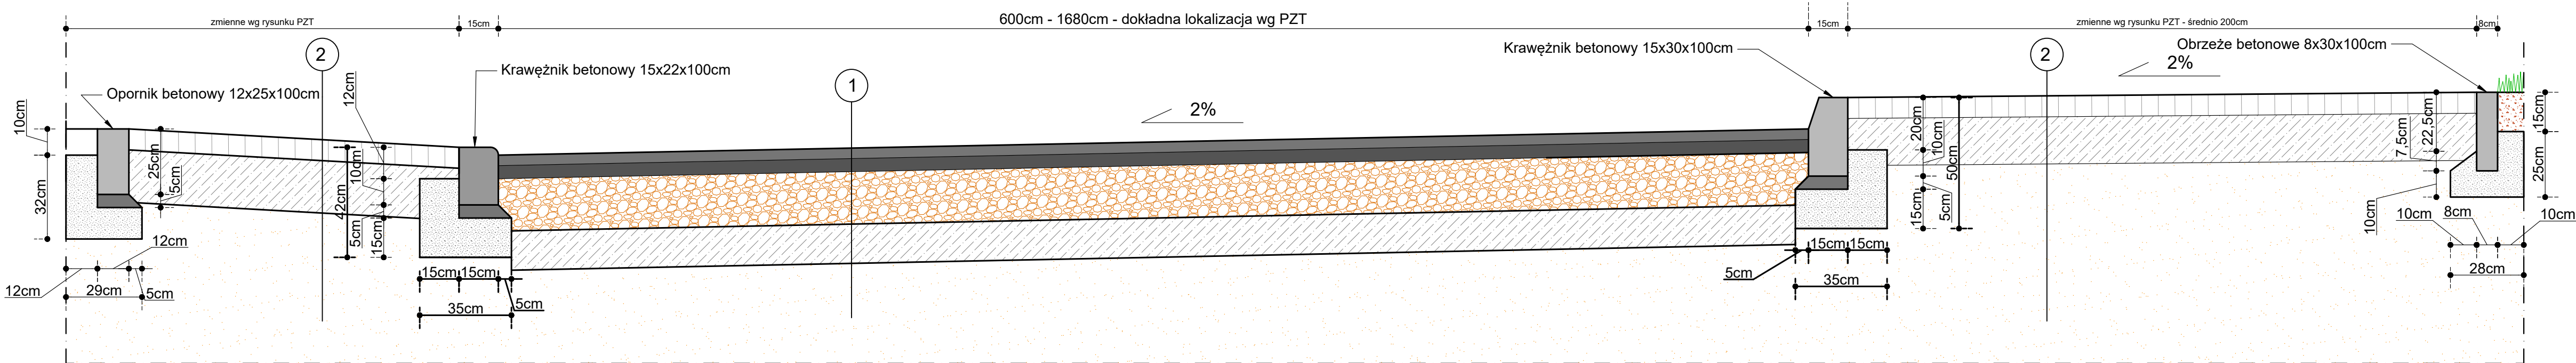 zmienne wg rysunku PZT
15cm
600cm - 1680cm - dokładna lokalizacja wg PZT
15cm
zmienne wg rysunku PZT - średnio 200cm
8cm
2
Krawężnik betonowy 15x22x100cm
1
Krawężnik betonowy 15x30x100cm
2
Obrzeże betonowe 8x30x100cm
2%
Opornik betonowy 12x25x100cm
2%
10cm
32cm
25cm
5cm
12cm
10cm
42cm
5cm
15cm
20cm
10cm
50cm
15cm
5cm
22,5cm
7,5cm
10cm
15cm
25cm
12cm
12cm
29cm
5cm
15cm
15cm
5cm
35cm
5cm
15cm
15cm
35cm
10cm
8cm
10cm
28cm